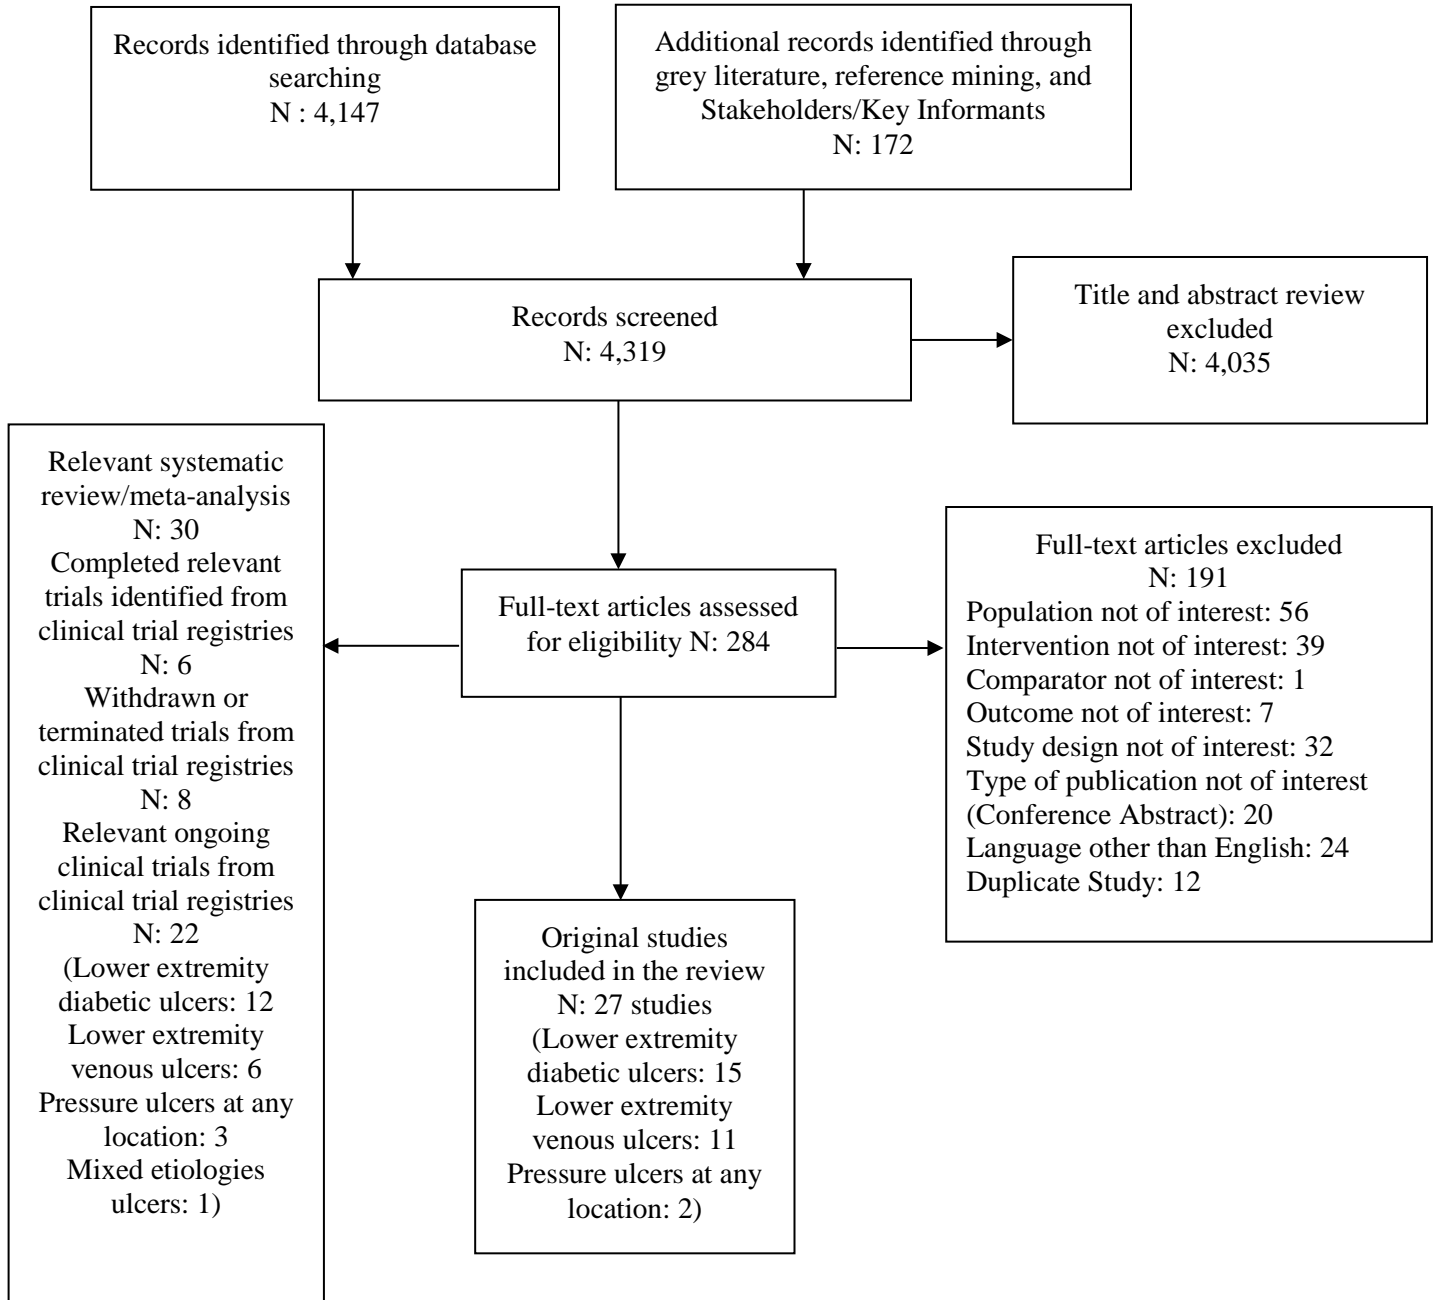 Records identified through database
searching
N : 4,147
Additional records identified through
grey literature, reference mining, and
Stakeholders/Key Informants
N: 172
Records screened
N: 4,319
Title and abstract review
excluded
N: 4,035
Relevant systematic
review/meta-analysis
N: 30
Completed relevant
trials identified from
clinical trial registries
N: 6
Withdrawn or
terminated trials from
clinical trial registries
N: 8
Relevant ongoing
clinical trials from
clinical trial registries
N: 22
(Lower extremity
diabetic ulcers: 12
Lower extremity
venous ulcers: 6
Pressure ulcers at any
location: 3
Mixed etiologies
ulcers: 1)
Full-text articles assessed
for eligibility N: 284
Full-text articles excluded
N: 191
Population not of interest: 56
Intervention not of interest: 39
Comparator not of interest: 1
Outcome not of interest: 7
Study design not of interest: 32
Type of publication not of interest
(Conference Abstract): 20
Language other than English: 24
Duplicate Study: 12
Original studies
included in the review
N: 27 studies
(Lower extremity
diabetic ulcers: 15
Lower extremity
venous ulcers: 11
Pressure ulcers at any
location: 2)